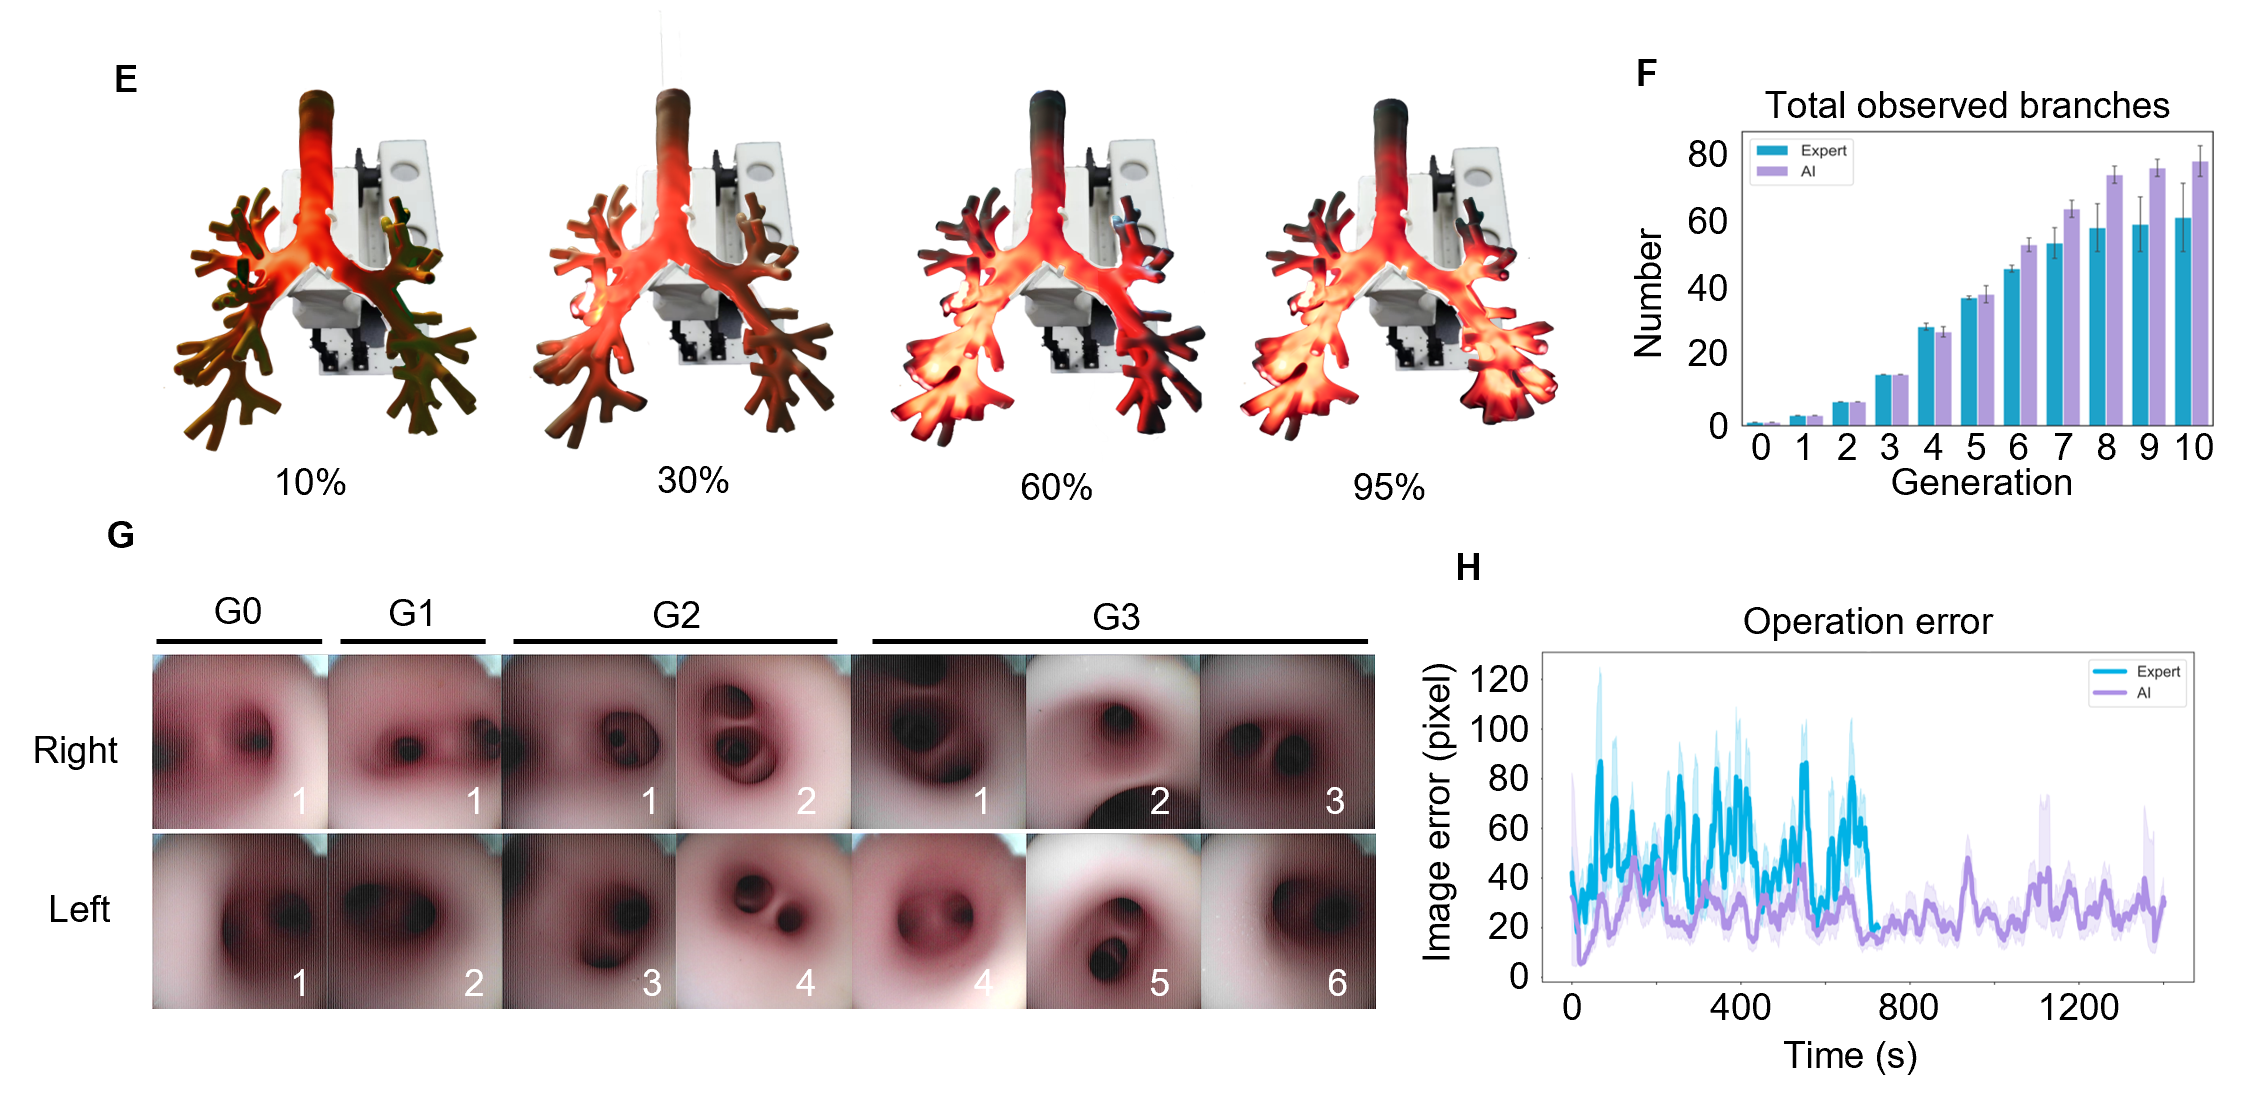 E
10%
30%
60%
95%
F
Total observed branches
Expert
AI
Number
80
60
40
20
0
0 1 2 3 4 5 6 7 8 9 10
Generation
G
G0 G1 G2 G3
Right
1 1 1 2 1 2 3
Left
1 2 3 4 4 5 6
H
Operation error
Expert
AI
Image error (pixel)
120
100
80
60
40
20
0
0 400 800 1200
Time (s)